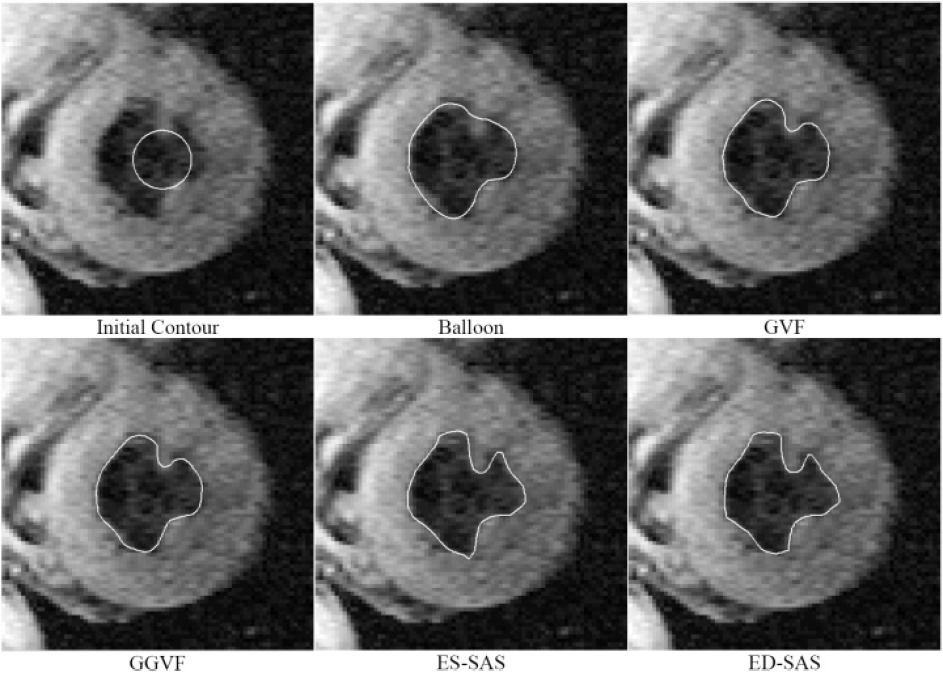 Initial Contour
Balloon
GVF
GGVF
ES-SAS
ED-SAS